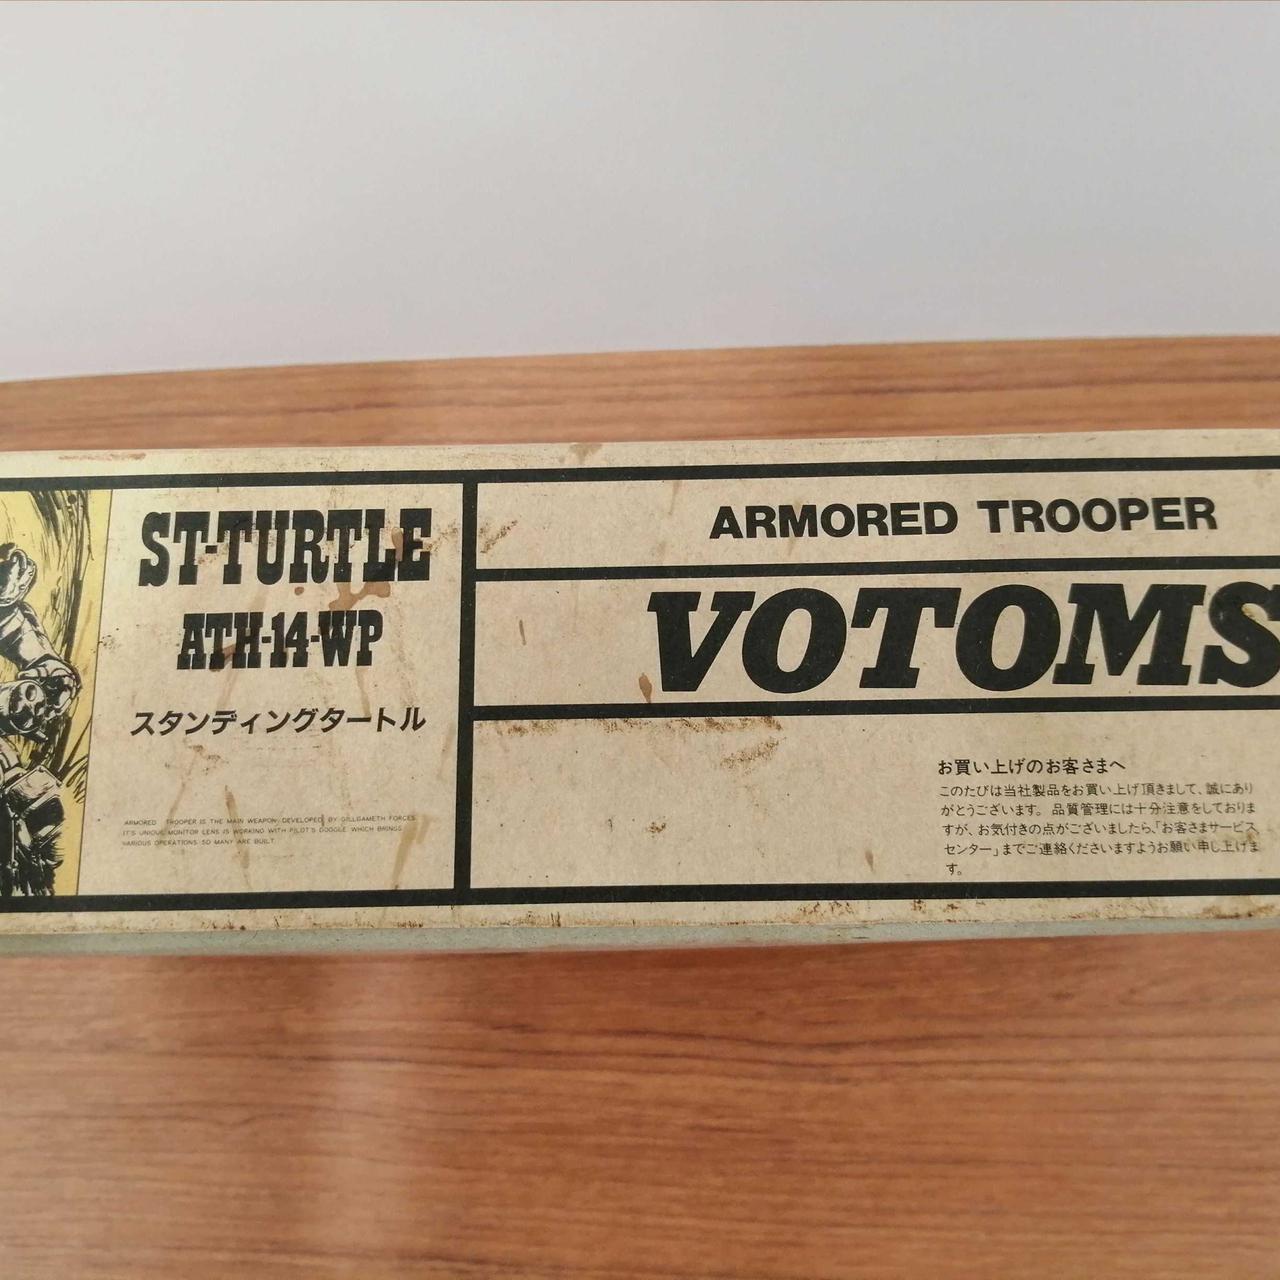 ST-TURTLE
ATH-14-WP
スタンディングタートル
ARMORED TROOPER IS THE MAIN WEAPON, DEVELOPED BY GILLGAMETH FORCES.
IT'S UNIQUE MONITOR LENS IS WORKING WITH PILOT'S GOGGLE WHICH BRINGS
VARIOUS OPERATIONS. SO MANY ARE BUILT.
ARMORED TROOPER
VOTOMS
お買い上げのお客さまへ
このたびは当社製品をお買い上げ頂きまして、誠にあり
がとうございます。 品質管理には十分注意をしておりま
すが、お気付きの点がございましたら、「お客さまサービス
センター」までご連絡くださいますようお願い申し上げま
す。